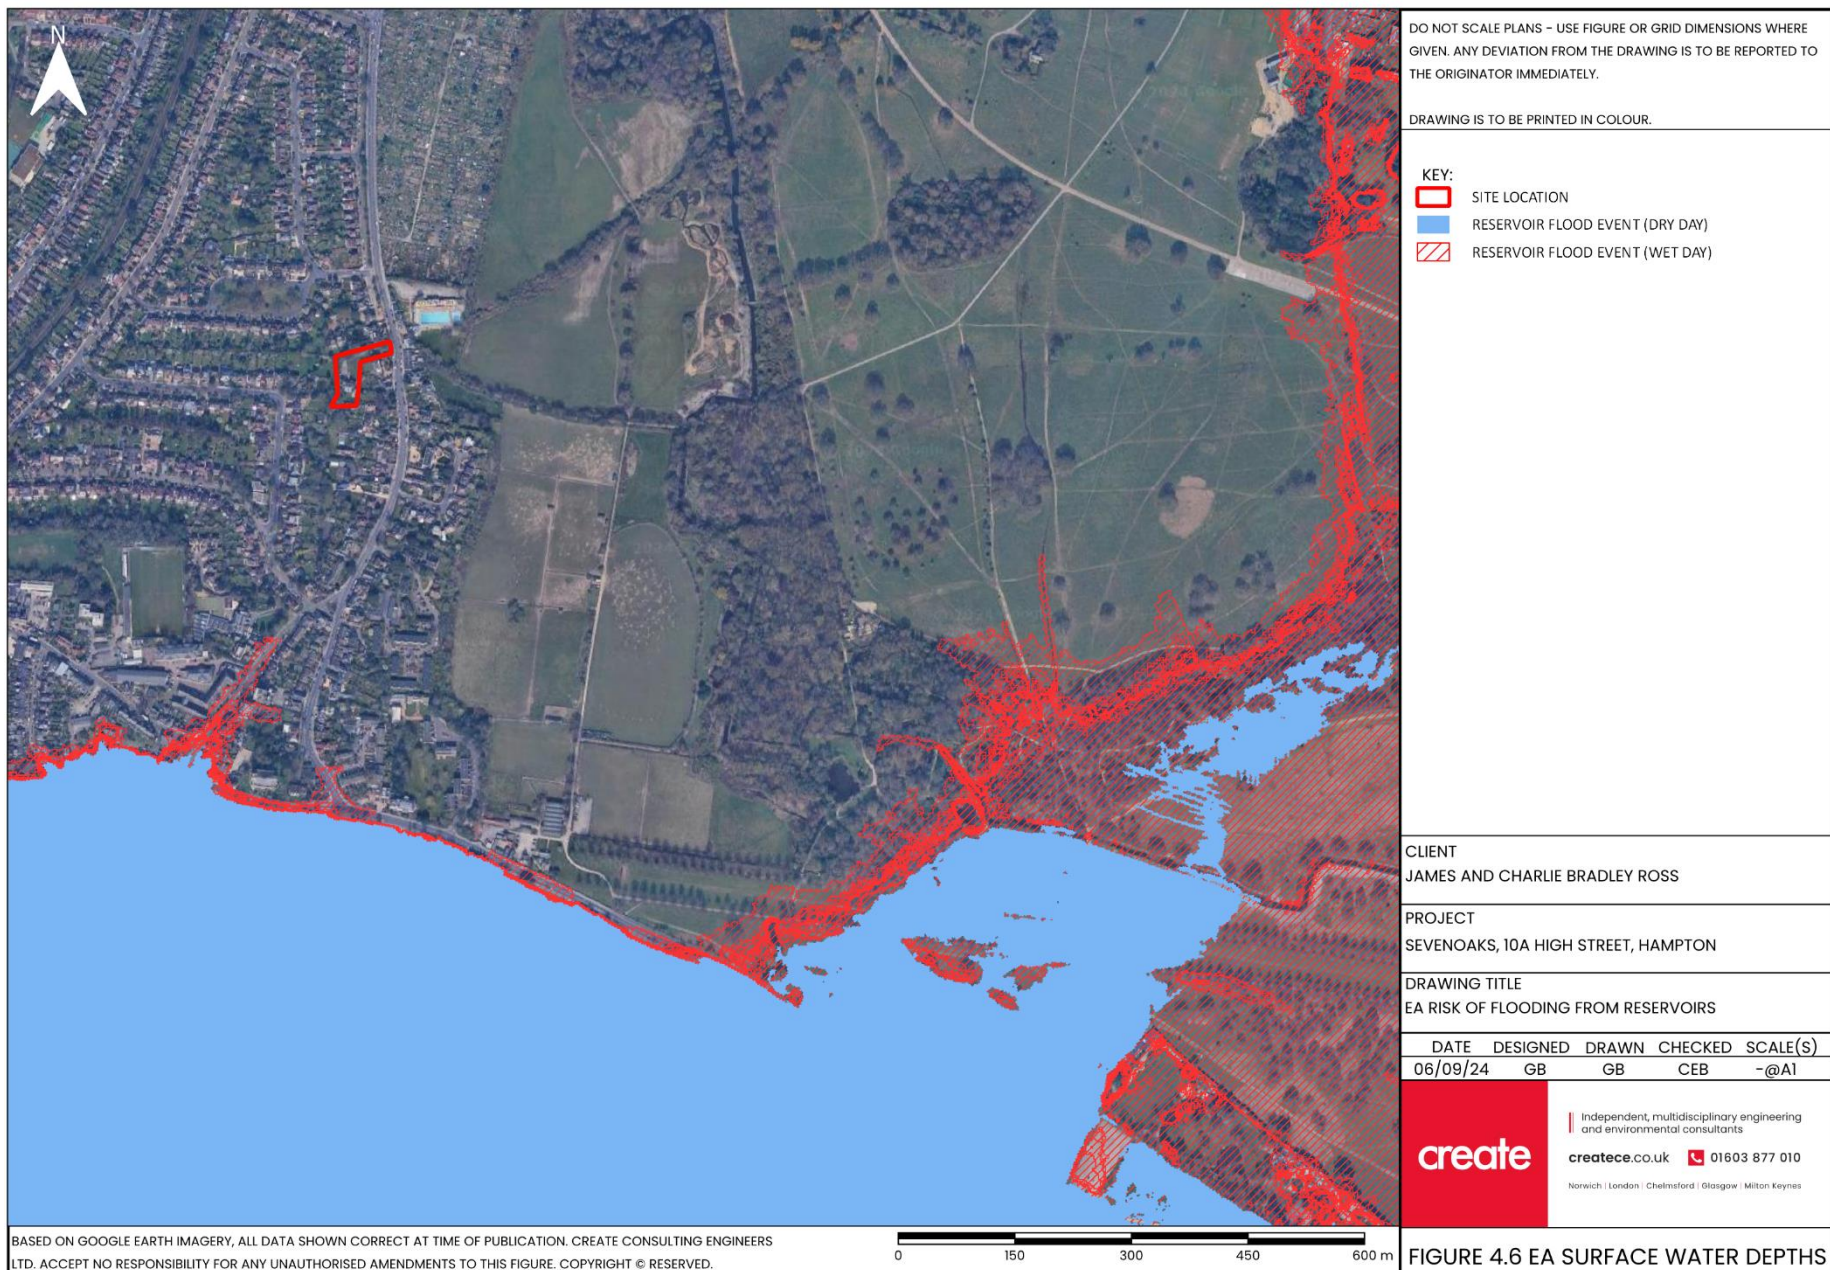 N
DO NOT SCALE PLANS - USE FIGURE OR GRID DIMENSIONS WHERE
GIVEN. ANY DEVIATION FROM THE DRAWING IS TO BE REPORTED TO
THE ORIGINATOR IMMEDIATELY.
DRAWING IS TO BE PRINTED IN COLOUR.
KEY:
SITE LOCATION
RESERVOIR FLOOD EVENT (DRY DAY)
RESERVOIR FLOOD EVENT (WET DAY)
CLIENT
JAMES AND CHARLIE BRADLEY ROSS
PROJECT
SEVENOAKS, 10A HIGH STREET, HAMPTON
DRAWING TITLE
EA RISK OF FLOODING FROM RESERVOIRS
DATE DESIGNED DRAWN CHECKED SCALE(S)
06/09/24 GB GB CEB -@A1
create
Independent, multidisciplinary engineering
and environmental consultants
createce.co.uk 01603 877 010
Norwich | London | Chelmsford | Glasgow | Milton Keynes
BASED ON GOOGLE EARTH IMAGERY, ALL DATA SHOWN CORRECT AT TIME OF PUBLICATION. CREATE CONSULTING ENGINEERS
LTD. ACCEPT NO RESPONSIBILITY FOR ANY UNAUTHORISED AMENDMENTS TO THIS FIGURE. COPYRIGHT © RESERVED.
0 150 300 450 600 m
FIGURE 4.6 EA SURFACE WATER DEPTHS